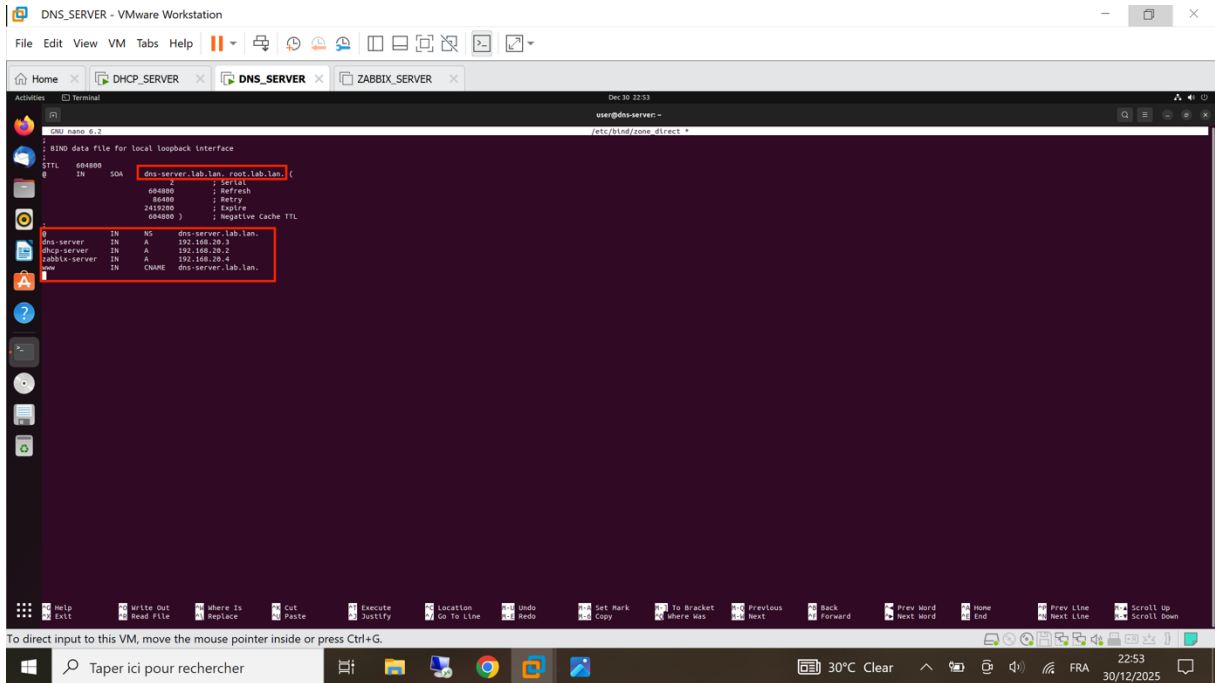 DNS_SERVER - VMware Workstation
File Edit View VM Tabs Help
Home DHCP_SERVER DNS_SERVER ZABBIX_SERVER
Activities Terminal Dec 30 22:53
user@dns-server: ~
GNU nano 6.2 /etc/bind/zone_direct *
;
; BIND data file for local loopback interface
;
$TTL 604800
@ IN SOA dns-server.lab.lan. root.lab.lan. (
2 ; Serial
604800 ; Refresh
86400 ; Retry
2419200 ; Expire
604800 ) ; Negative Cache TTL
;
@ IN NS dns-server.lab.lan.
dns-server IN A 192.168.20.3
dhcp-server IN A 192.168.20.2
zabbix-server IN A 192.168.20.4
www IN CNAME dns-server.lab.lan.
^G Help ^O Write Out ^W Where Is ^K Cut ^T Execute ^C Location M-U Undo M-A Set Mark M-] To Bracket M-Q Previous ^B Back ^◀ Prev Word ^A Home ^P Prev Line M-▲ Scroll Up
^X Exit ^R Read File ^\ Replace ^U Paste ^J Justify ^/ Go To Line M-E Redo M-6 Copy ^Q Where Was M-W Next ^F Forward ^▶ Next Word ^E End ^N Next Line M-▼ Scroll Down
To direct input to this VM, move the mouse pointer inside or press Ctrl+G.
Taper ici pour rechercher 30°C Clear FRA 22:53
30/12/2025